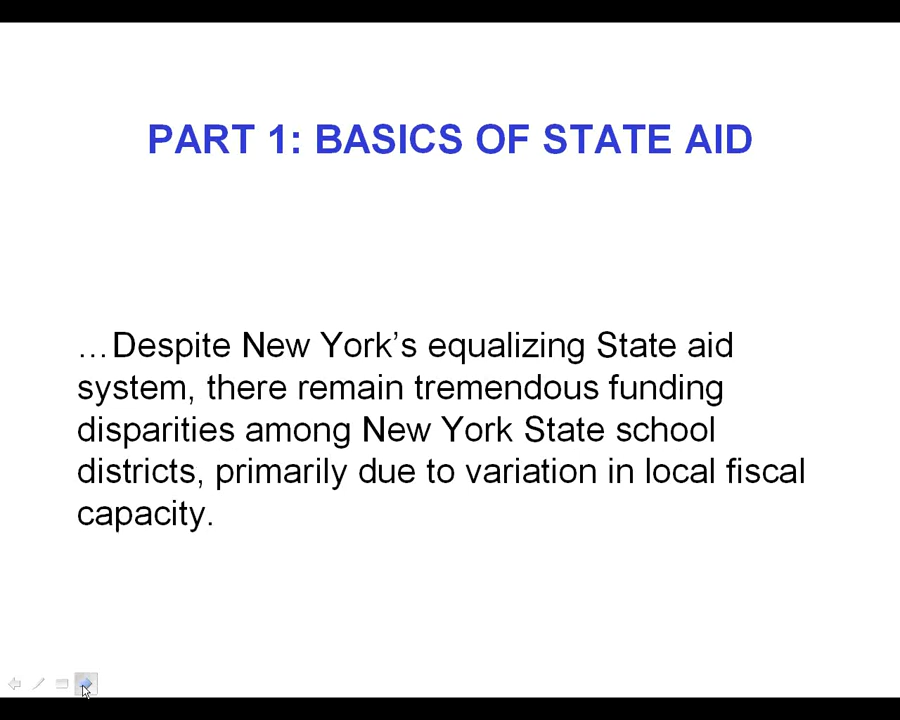 PART 1: BASICS OF STATE AID
…Despite New York’s equalizing State aid
system, there remain tremendous funding
disparities among New York State school
districts, primarily due to variation in local fiscal
capacity.